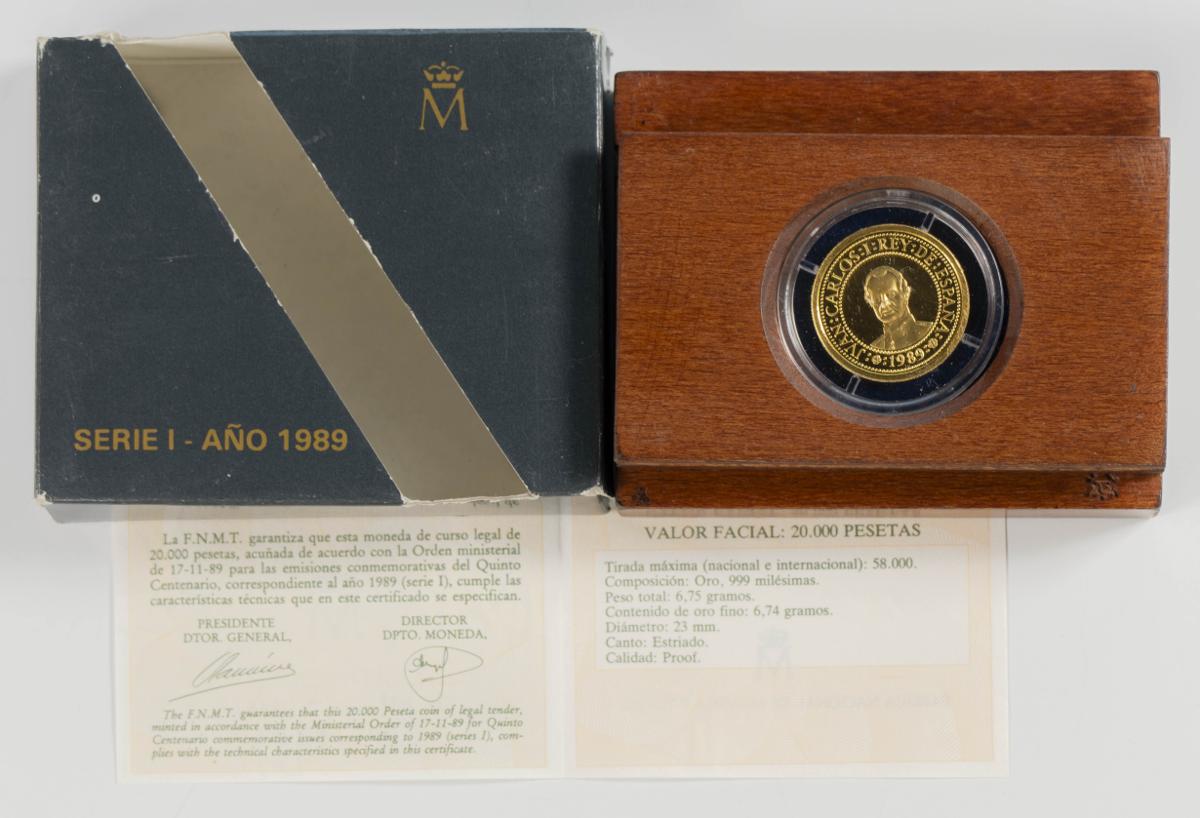 M
SERIE I - AÑO 1989
JVAN:CARLOS:I:REY:DE:ESPAÑA
1989
La F.N.M.T. garantiza que esta moneda de curso legal de
20.000 pesetas, acuñada de acuerdo con la Orden ministerial
de 17-11-89 para las emisiones conmemorativas del Quinto
Centenario, correspondiente al año 1989 (serie I), cumple las
características técnicas que en este certificado se especifican.
PRESIDENTE
DTOR. GENERAL,
DIRECTOR
DPTO. MONEDA,
The F.N.M.T. guarantees that this 20.000 Peseta coin of legal tender,
minted in accordance with the Ministerial Order of 17-11-89 for Quinto
Centenario commemorative issues corresponding to 1989 (series I), com-
plies with the technical characteristics specified in this certificate.
VALOR FACIAL: 20.000 PESETAS
Tirada máxima (nacional e internacional): 58.000.
Composición: Oro, 999 milésimas.
Peso total: 6,75 gramos.
Contenido de oro fino: 6,74 gramos.
Diámetro: 23 mm.
Canto: Estriado.
Calidad: Proof.